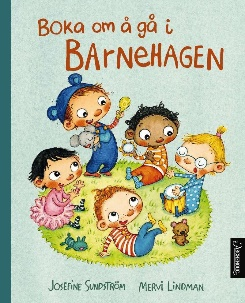 BOKA OM Å GÅ I
BARNEHAGEN
JOSEFINE SUNDSTRÖM MERVI LINDMAN